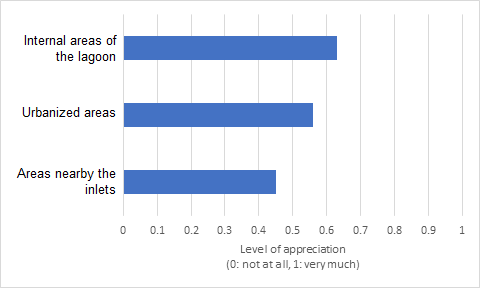 Internal areas of
the lagoon
Urbanized areas
Areas nearby the
inlets
0 0.1 0.2 0.3 0.4 0.5 0.6 0.7 0.8 0.9 1
Level of appreciation
(0: not at all, 1: very much)